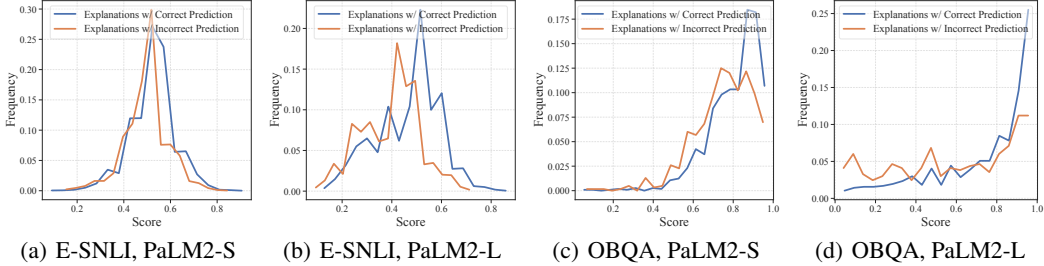 Explanations w/ Correct Prediction
Explanations w/ Incorrect Prediction
0.30
0.25
0.20
0.15
0.10
0.05
0.00
Frequency
0.2 0.4 0.6 0.8
Score
(a) E-SNLI, PaLM2-S
Explanations w/ Correct Prediction
Explanations w/ Incorrect Prediction
0.20
0.15
0.10
0.05
0.00
Frequency
0.2 0.4 0.6 0.8
Score
(b) E-SNLI, PaLM2-L
Explanations w/ Correct Prediction
Explanations w/ Incorrect Prediction
0.175
0.150
0.125
0.100
0.075
0.050
0.025
0.000
Frequency
0.2 0.4 0.6 0.8 1.0
Score
(c) OBQA, PaLM2-S
Explanations w/ Correct Prediction
Explanations w/ Incorrect Prediction
0.25
0.20
0.15
0.10
0.05
0.00
Frequency
0.0 0.2 0.4 0.6 0.8 1.0
Score
(d) OBQA, PaLM2-L